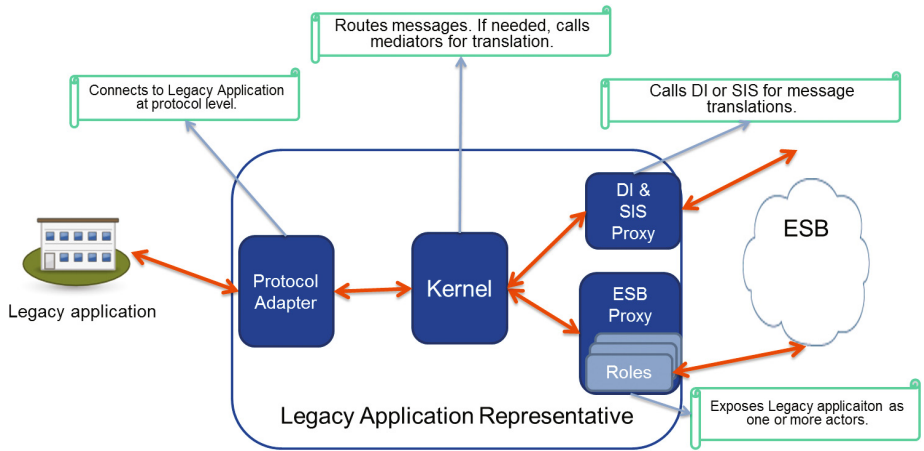 Routes messages. If needed, calls
mediators for translation.
Connects to Legacy Application
at protocol level.
Calls DI or SIS for message
translations.
DI &
SIS
Proxy
ESB
Protocol
Adapter
Kernel
ESB
Proxy
Roles
Legacy application
Legacy Application Representative
Exposes Legacy applicaiton as
one or more actors.